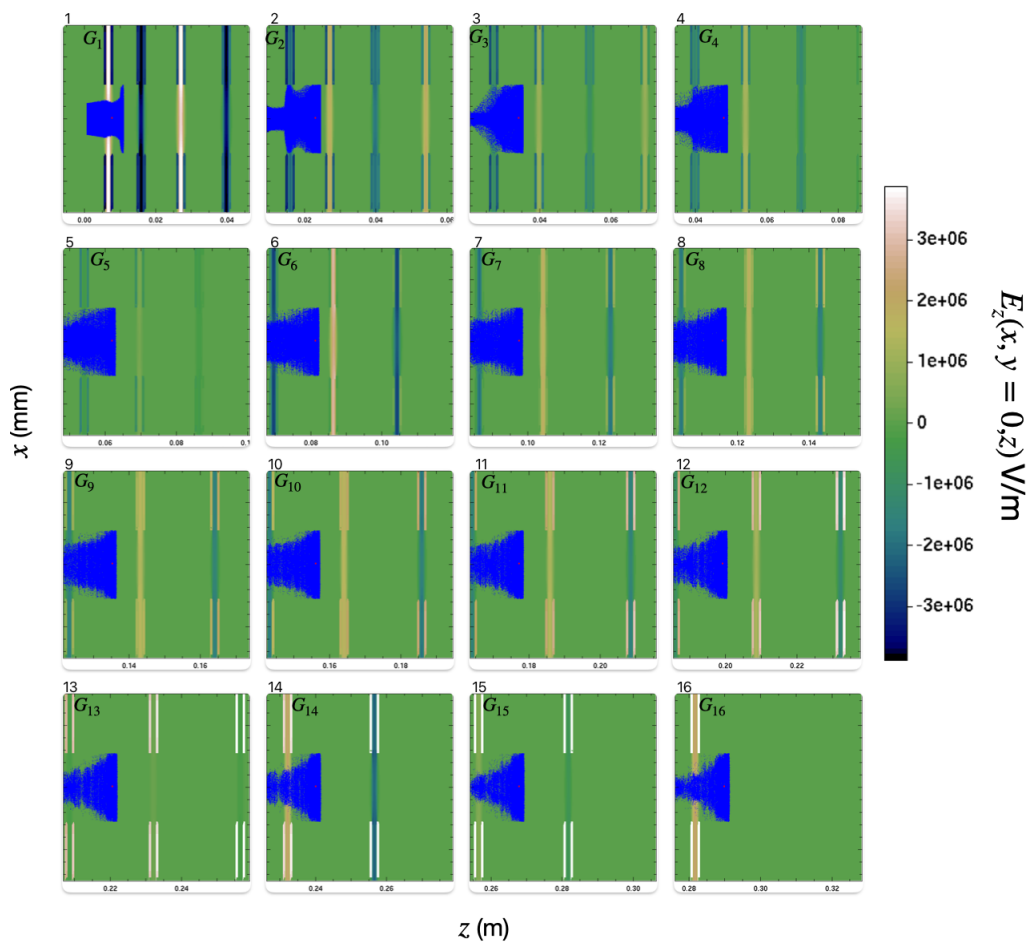 1 2 3 4
G₁ G₂ G₃ G₄
0.00 0.02 0.04 0.02 0.04 0.06 0.04 0.06 0.04 0.06 0.08
5 6 7 8
G₅ G₆ G₇ G₈
0.06 0.08 0.1 0.08 0.10 0.10 0.12 0.12 0.14
9 10 11 12
G₉ G₁₀ G₁₁ G₁₂
0.14 0.16 0.16 0.18 0.18 0.20 0.20 0.22
13 14 15 16
G₁₃ G₁₄ G₁₅ G₁₆
0.22 0.24 0.24 0.26 0.26 0.28 0.30 0.28 0.30 0.32
x (mm)
z (m)
3e+06
2e+06
1e+06
0
-1e+06
-2e+06
-3e+06
E_z(x, y = 0,z) V/m